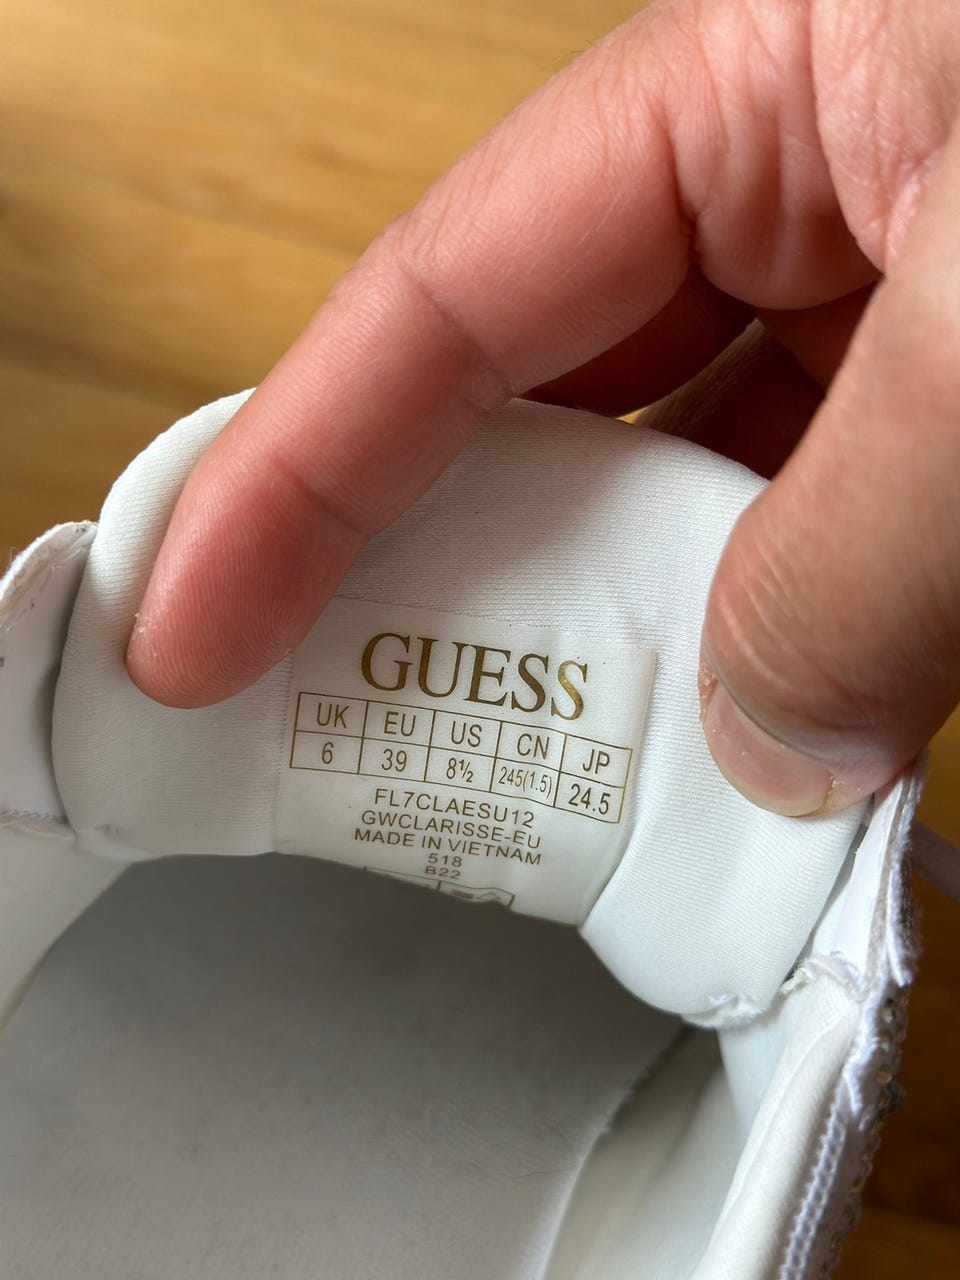 GUESS
UK EU US CN JP
6 39 8½ 245(1.5) 24.5
FL7CLAESU12
GWCLARISSE-EU
MADE IN VIETNAM
518
B22